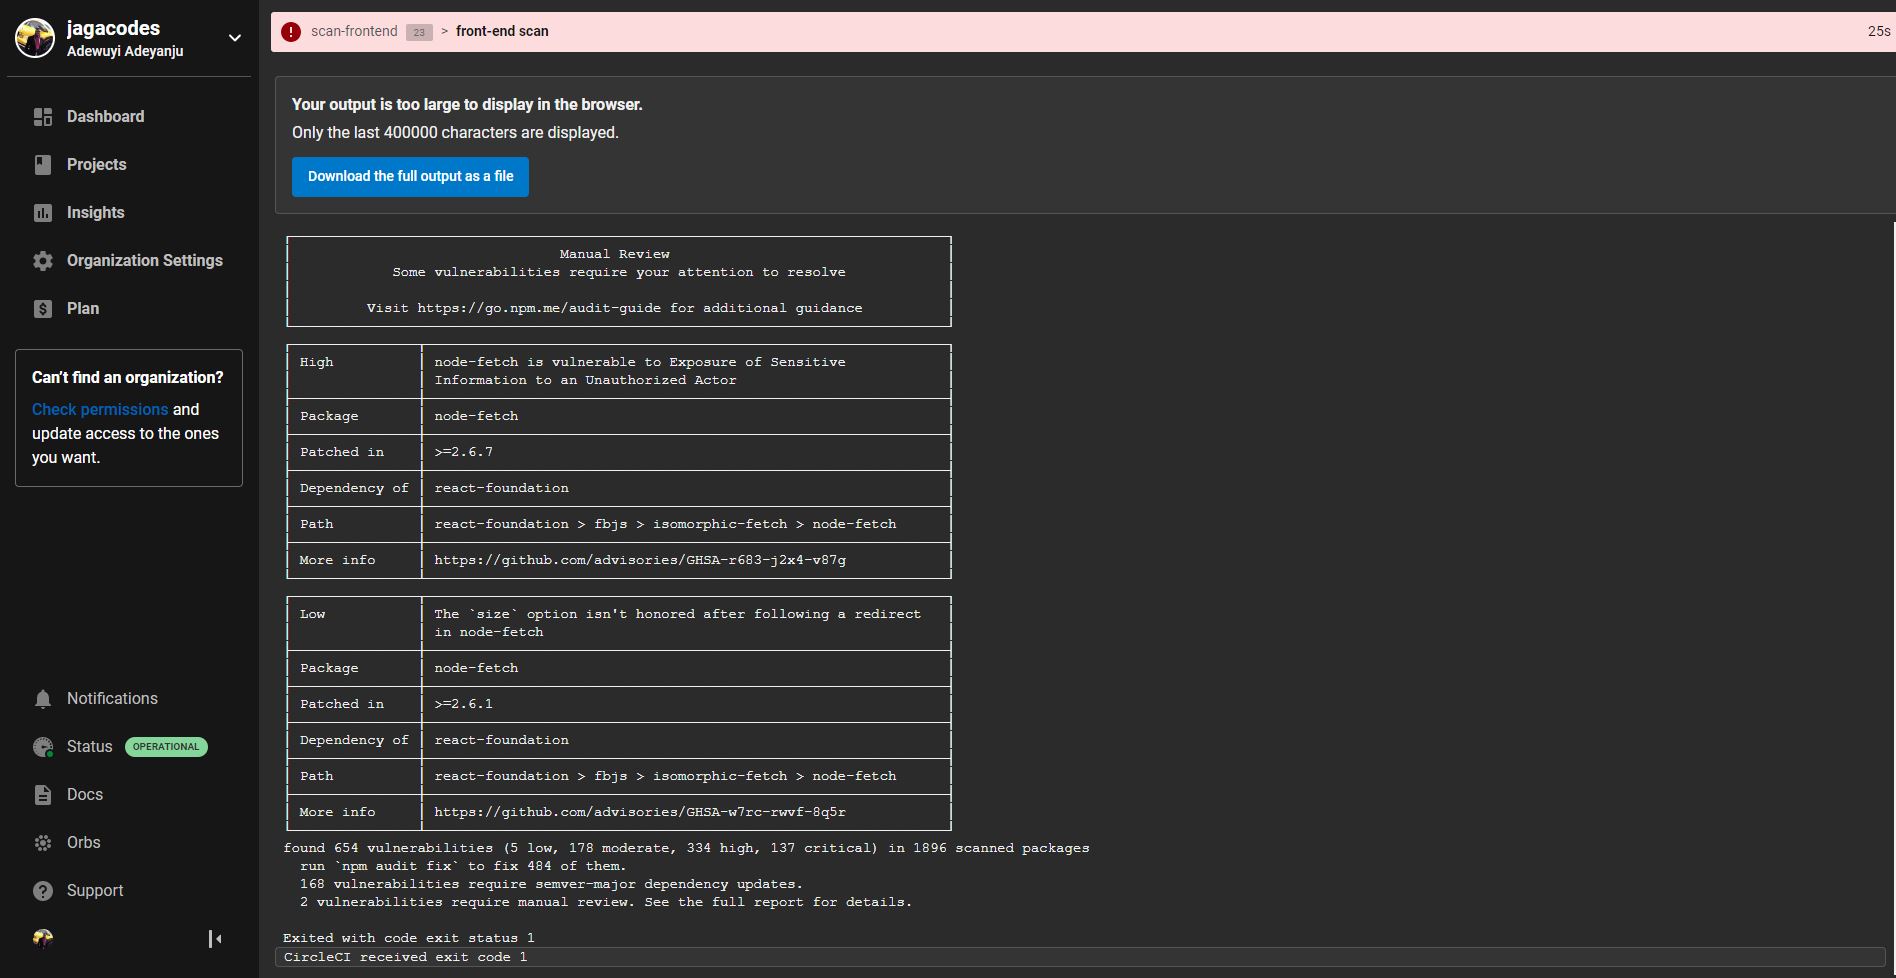 jagacodes
Adewuyi Adeyanju
Dashboard
Projects
Insights
Organization Settings
Plan
Can't find an organization?
Check permissions and
update access to the ones
you want.
Notifications
Status OPERATIONAL
Docs
Orbs
Support
scan-frontend 23 > front-end scan 25s
Your output is too large to display in the browser.
Only the last 400000 characters are displayed.
Download the full output as a file
Manual Review
Some vulnerabilities require your attention to resolve
Visit https://go.npm.me/audit-guide for additional guidance
High node-fetch is vulnerable to Exposure of Sensitive
Information to an Unauthorized Actor
Package node-fetch
Patched in >=2.6.7
Dependency of react-foundation
Path react-foundation > fbjs > isomorphic-fetch > node-fetch
More info https://github.com/advisories/GHSA-r683-j2x4-v87g
Low The `size` option isn't honored after following a redirect
in node-fetch
Package node-fetch
Patched in >=2.6.1
Dependency of react-foundation
Path react-foundation > fbjs > isomorphic-fetch > node-fetch
More info https://github.com/advisories/GHSA-w7rc-rwvf-8q5r
found 654 vulnerabilities (5 low, 178 moderate, 334 high, 137 critical) in 1896 scanned packages
run `npm audit fix` to fix 484 of them.
168 vulnerabilities require semver-major dependency updates.
2 vulnerabilities require manual review. See the full report for details.
Exited with code exit status 1
CircleCI received exit code 1